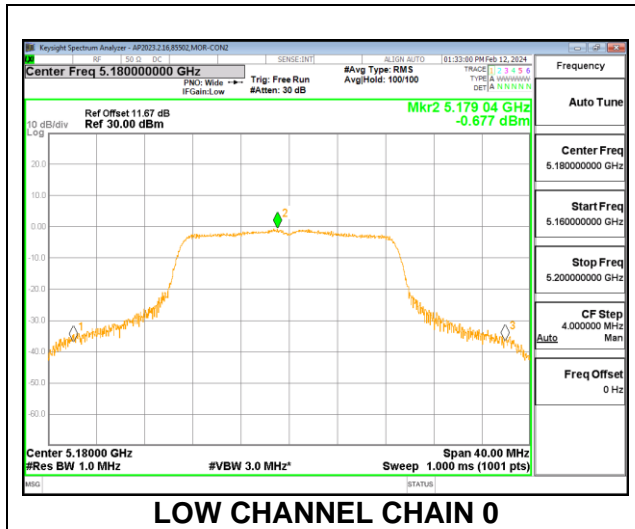 Keysight Spectrum Analyzer - AP2023.2.16,85502,MOR-CON2
RF 50 Ω DC SENSE:INT ALIGN AUTO 01:33:00 PM Feb 12, 2024
Center Freq 5.180000000 GHz
PNO: Wide
IFGain:Low
Trig: Free Run
#Atten: 30 dB
#Avg Type: RMS
Avg|Hold: 100/100
TRACE 1 2 3 4 5 6
TYPE A WWWWW
DET A N N N N N
Frequency
Auto Tune
Center Freq
5.180000000 GHz
Start Freq
5.160000000 GHz
Stop Freq
5.200000000 GHz
CF Step
4.000000 MHz
Auto Man
Freq Offset
0 Hz
Mkr2 5.179 04 GHz
-0.677 dBm
Ref Offset 11.67 dB
10 dB/div Ref 30.00 dBm
Log
20.0
10.0
0.00
-10.0
-20.0
-30.0
-40.0
-50.0
-60.0
2
1
3
Center 5.18000 GHz Span 40.00 MHz
#Res BW 1.0 MHz #VBW 3.0 MHz* Sweep 1.000 ms (1001 pts)
MSG STATUS
LOW CHANNEL CHAIN 0